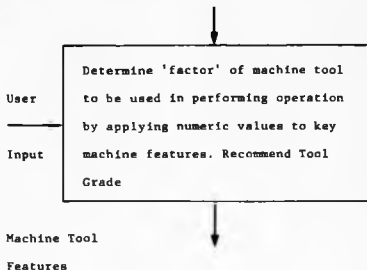 Determine 'factor' of machine tool
User
to be used in performing operation
by applying numeric values to key
Input
machine features. Recommend Tool
Grade
Machine Tool
Features